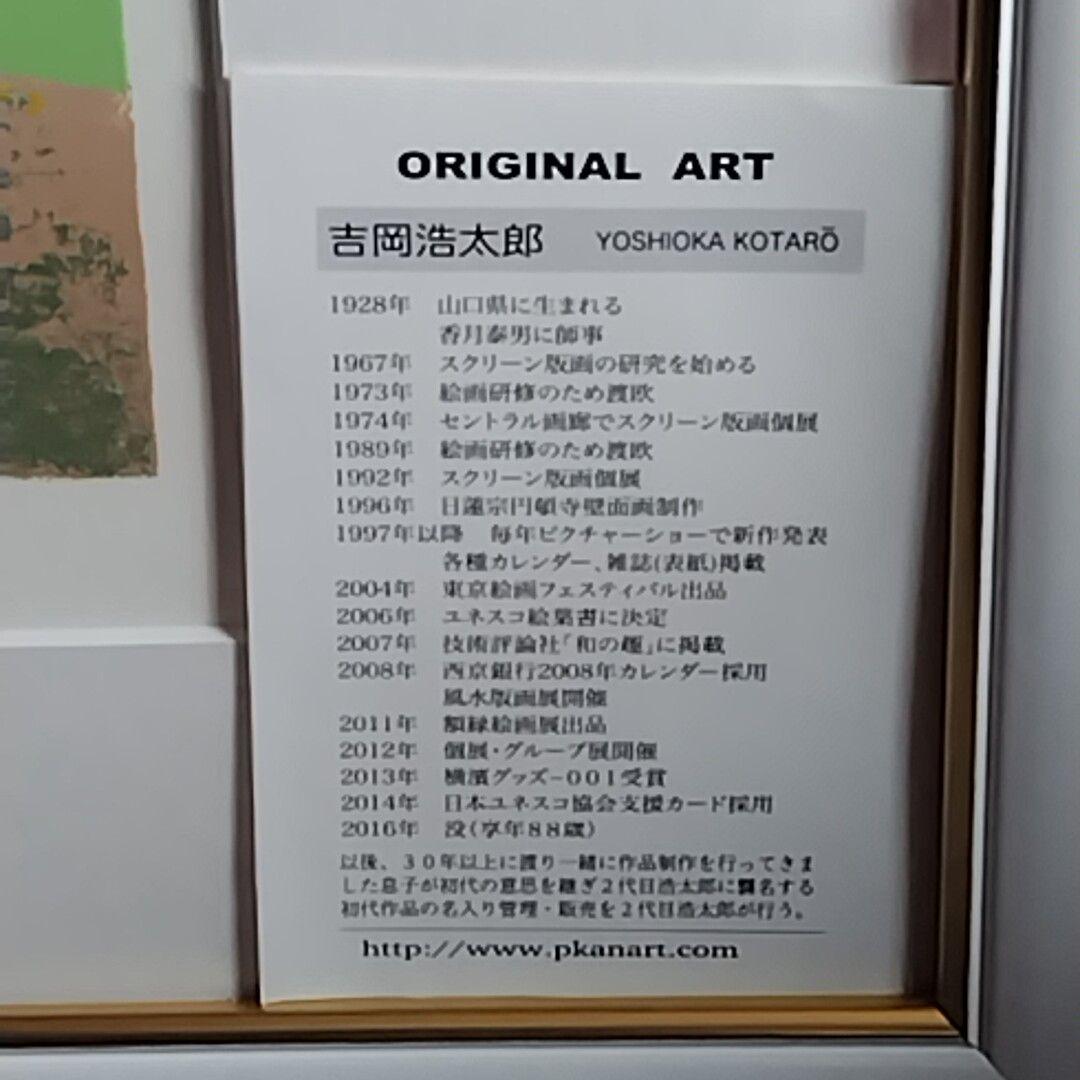 ORIGINAL ART
吉岡浩太郎 YOSHIOKA KOTARŌ
1928年 山口県に生まれる
香月泰男に師事
1967年 スクリーン版画の研究を始める
1973年 絵画研修のため渡欧
1974年 セントラル画廊でスクリーン版画個展
1989年 絵画研修のため渡欧
1992年 スクリーン版画個展
1996年 日蓮宗円頓寺壁面画制作
1997年以降 毎年ピクチャーショーで新作発表
各種カレンダー、雑誌(表紙)掲載
2004年 東京絵画フェスティバル出品
2006年 ユネスコ絵葉書に決定
2007年 技術評論社「和の趣」に掲載
2008年 西京銀行2008年カレンダー採用
風水版画展開催
2011年 額縁絵画展出品
2012年 個展・グループ展開催
2013年 横濱グッズ-001受賞
2014年 日本ユネスコ協会支援カード採用
2016年 没(享年88歳)
以後、30年以上に渡り一緒に作品制作を行ってきま
した息子が初代の意思を継ぎ2代目浩太郎に襲名する
初代作品の名入り管理・販売を2代目浩太郎が行う。
http://www.pkanart.com